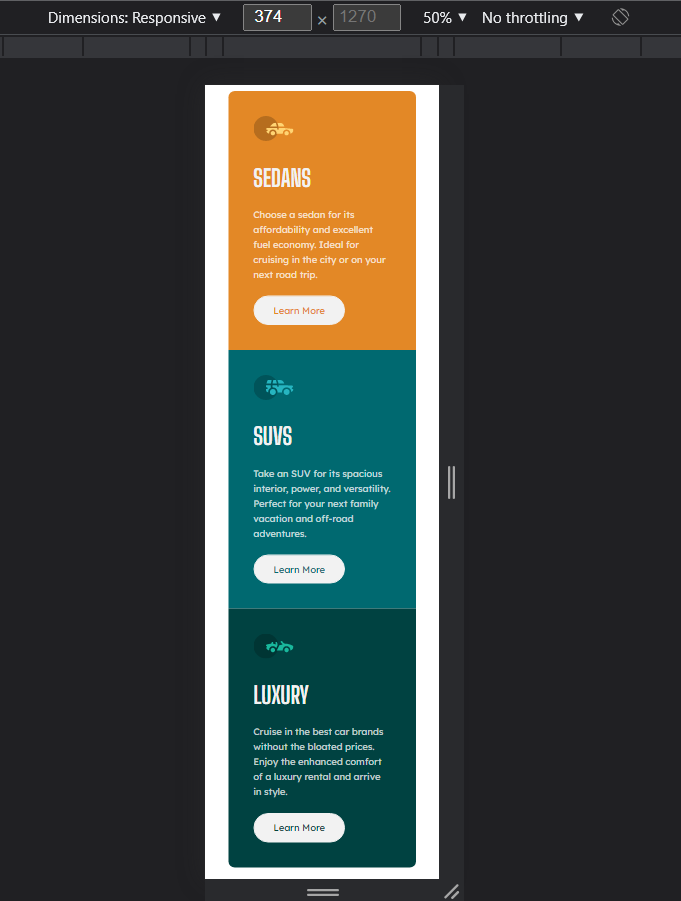 Dimensions: Responsive ▼ 374 × 1270 50% ▼ No throttling ▼
SEDANS
Choose a sedan for its
affordability and excellent
fuel economy. Ideal for
cruising in the city or on your
next road trip.
Learn More
SUVS
Take an SUV for its spacious
interior, power, and versatility.
Perfect for your next family
vacation and off-road
adventures.
Learn More
LUXURY
Cruise in the best car brands
without the bloated prices.
Enjoy the enhanced comfort
of a luxury rental and arrive
in style.
Learn More